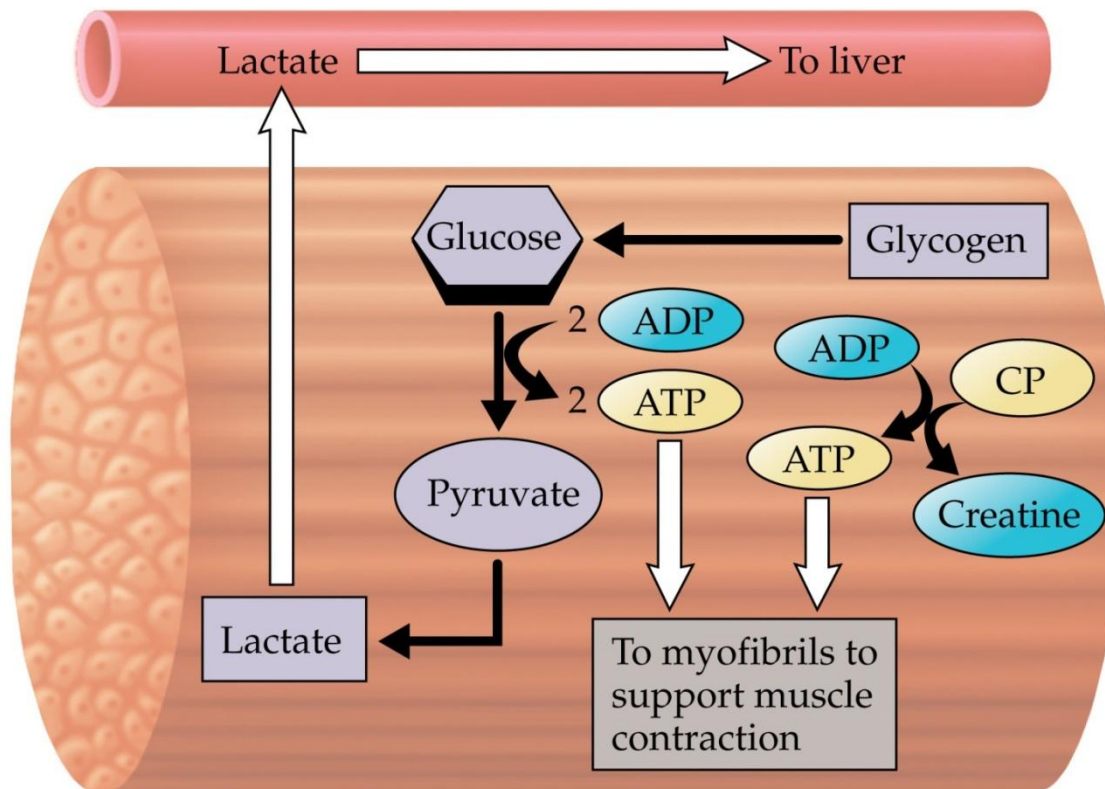 Lactate
To liver
Glucose
Glycogen
2 ADP
2 ATP
ADP
CP
ATP
Creatine
Pyruvate
Lactate
To myofibrils to
support muscle
contraction